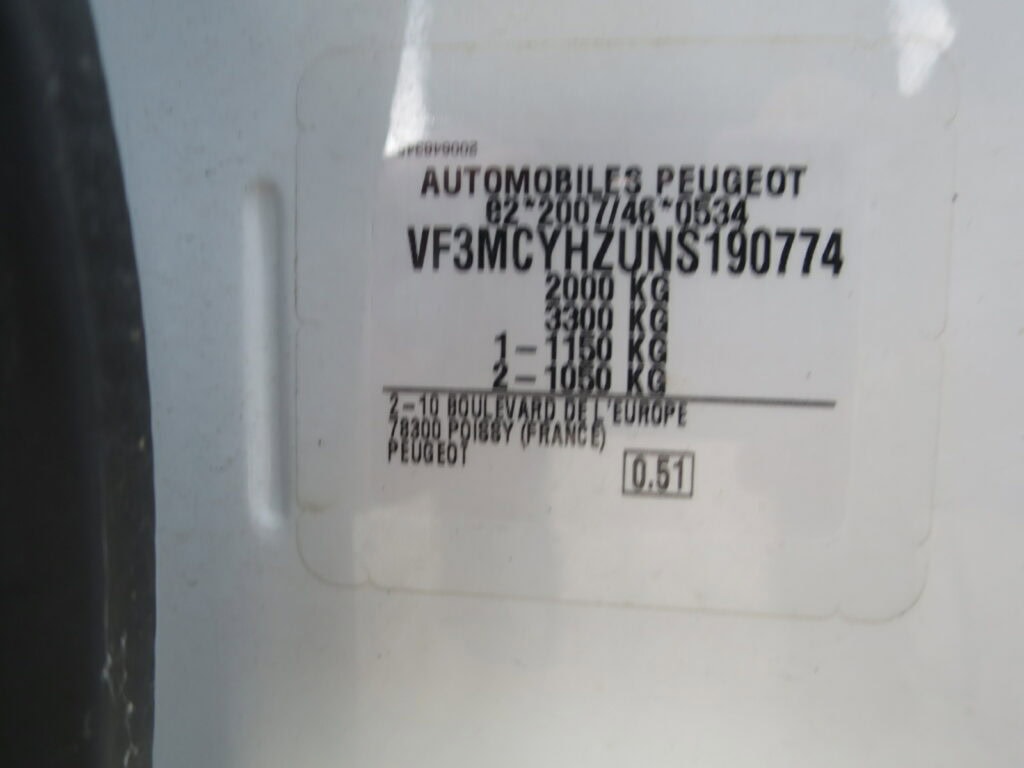 AUTOMOBILES PEUGEOT
e2*2007/46*0534
VF3MCYHZUNS190774
2000 KG
3300 KG
1-1150 KG
2-1050 KG
2-10 BOULEVARD DE L'EUROPE
78300 POISSY (FRANCE)
PEUGEOT
0.51